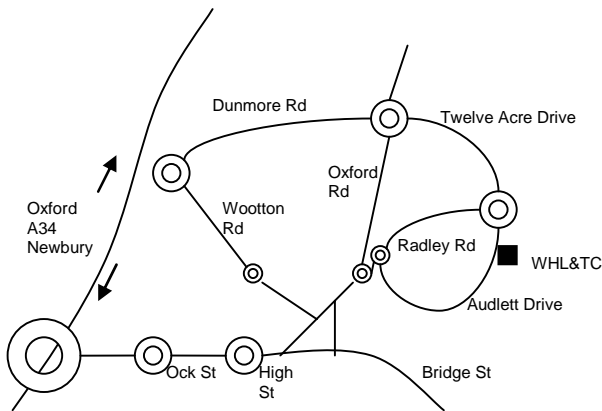 Dunmore Rd
Twelve Acre Drive
Oxford
Rd
Oxford
A34
Newbury
Wootton
Rd
Radley Rd
WHL&TC
Audlett Drive
Ock St
High
St
Bridge St